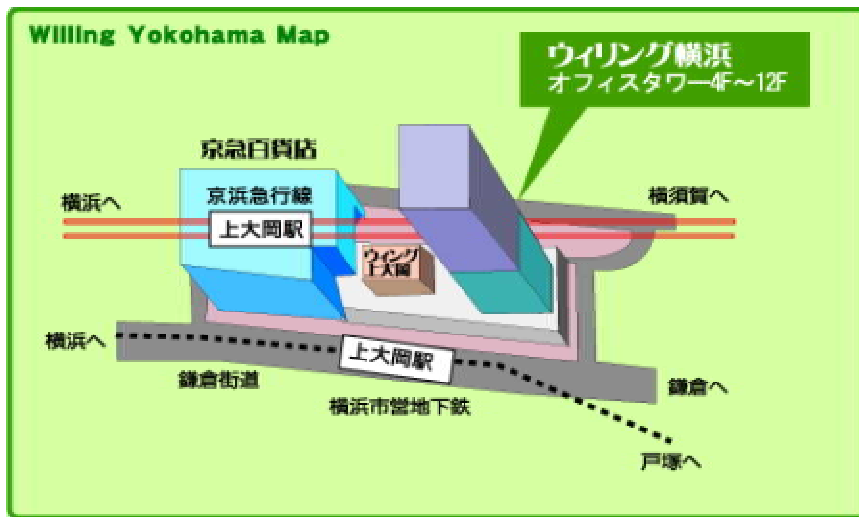 Willing Yokohama Map
ウィリング横浜
オフィスタワー4F～12F
京急百貨店
京浜急行線
横浜へ
横須賀へ
上大岡駅
ウィング
上大岡
横浜へ
上大岡駅
鎌倉街道
鎌倉へ
横浜市営地下鉄
戸塚へ